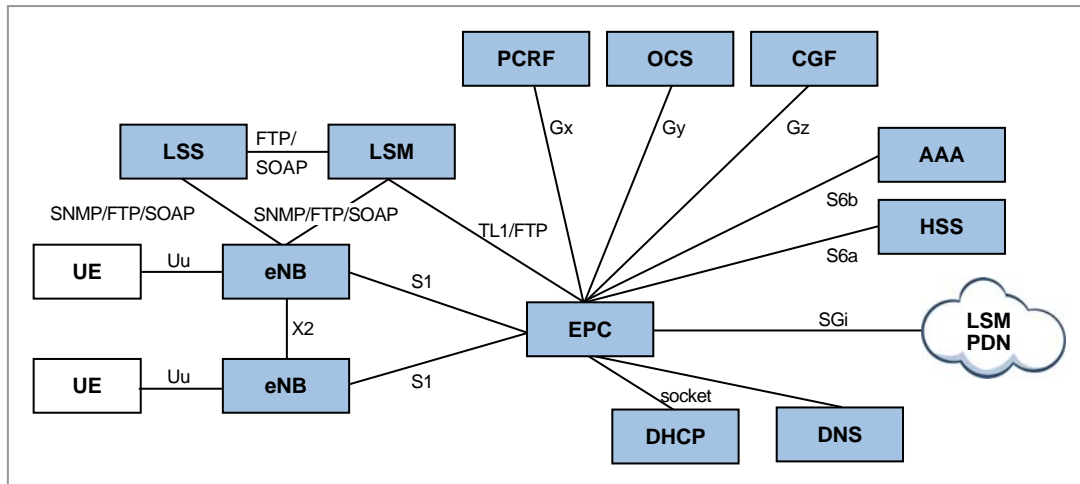 PCRF
OCS
CGF
Gx
Gy
Gz
LSS
FTP/
SOAP
LSM
AAA
SNMP/FTP/SOAP
SNMP/FTP/SOAP
TL1/FTP
S6b
HSS
S6a
UE
Uu
eNB
S1
EPC
SGi
LSM
PDN
X2
UE
Uu
eNB
S1
socket
DHCP
DNS